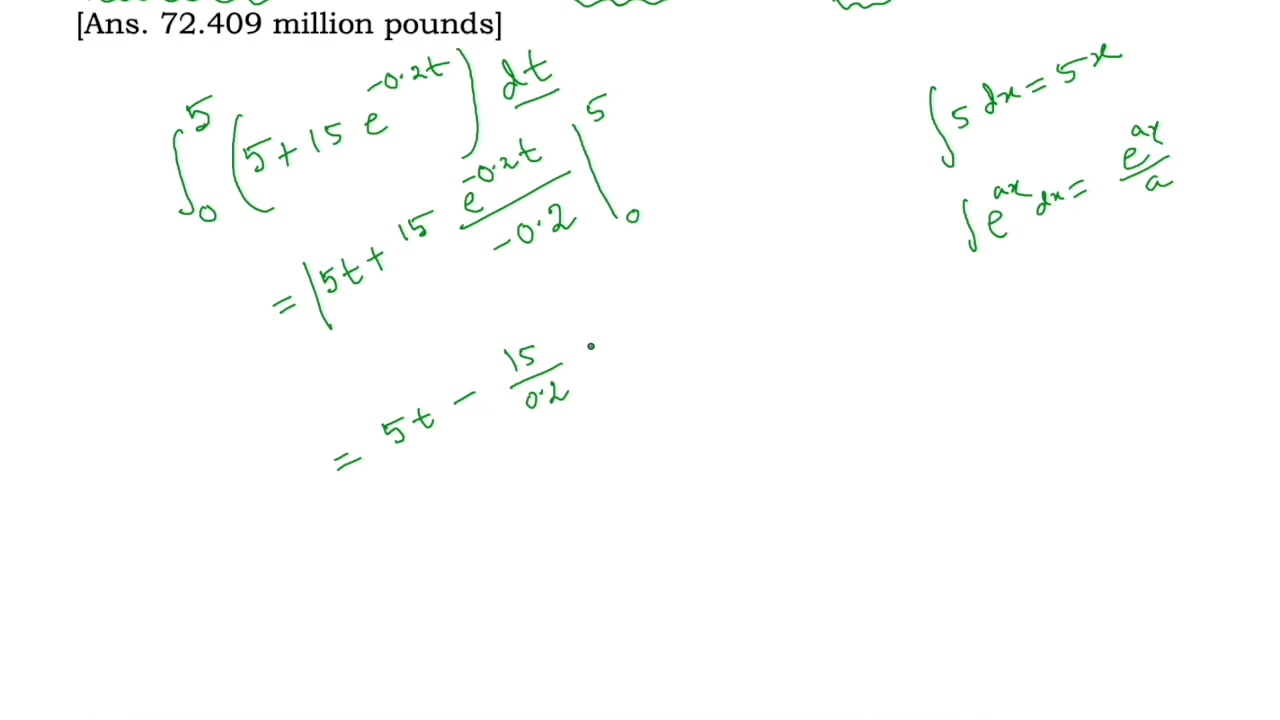 [Ans. 72.409 million pounds]
∫₀⁵ (5 + 15 e^(-0.2t)) dt
= |5t + 15 e^(-0.2t) / -0.2 |₀⁵
= 5t - 15/0.2
∫ 5 dx = 5x
∫ e^(ax) dx = e^(ax)/a